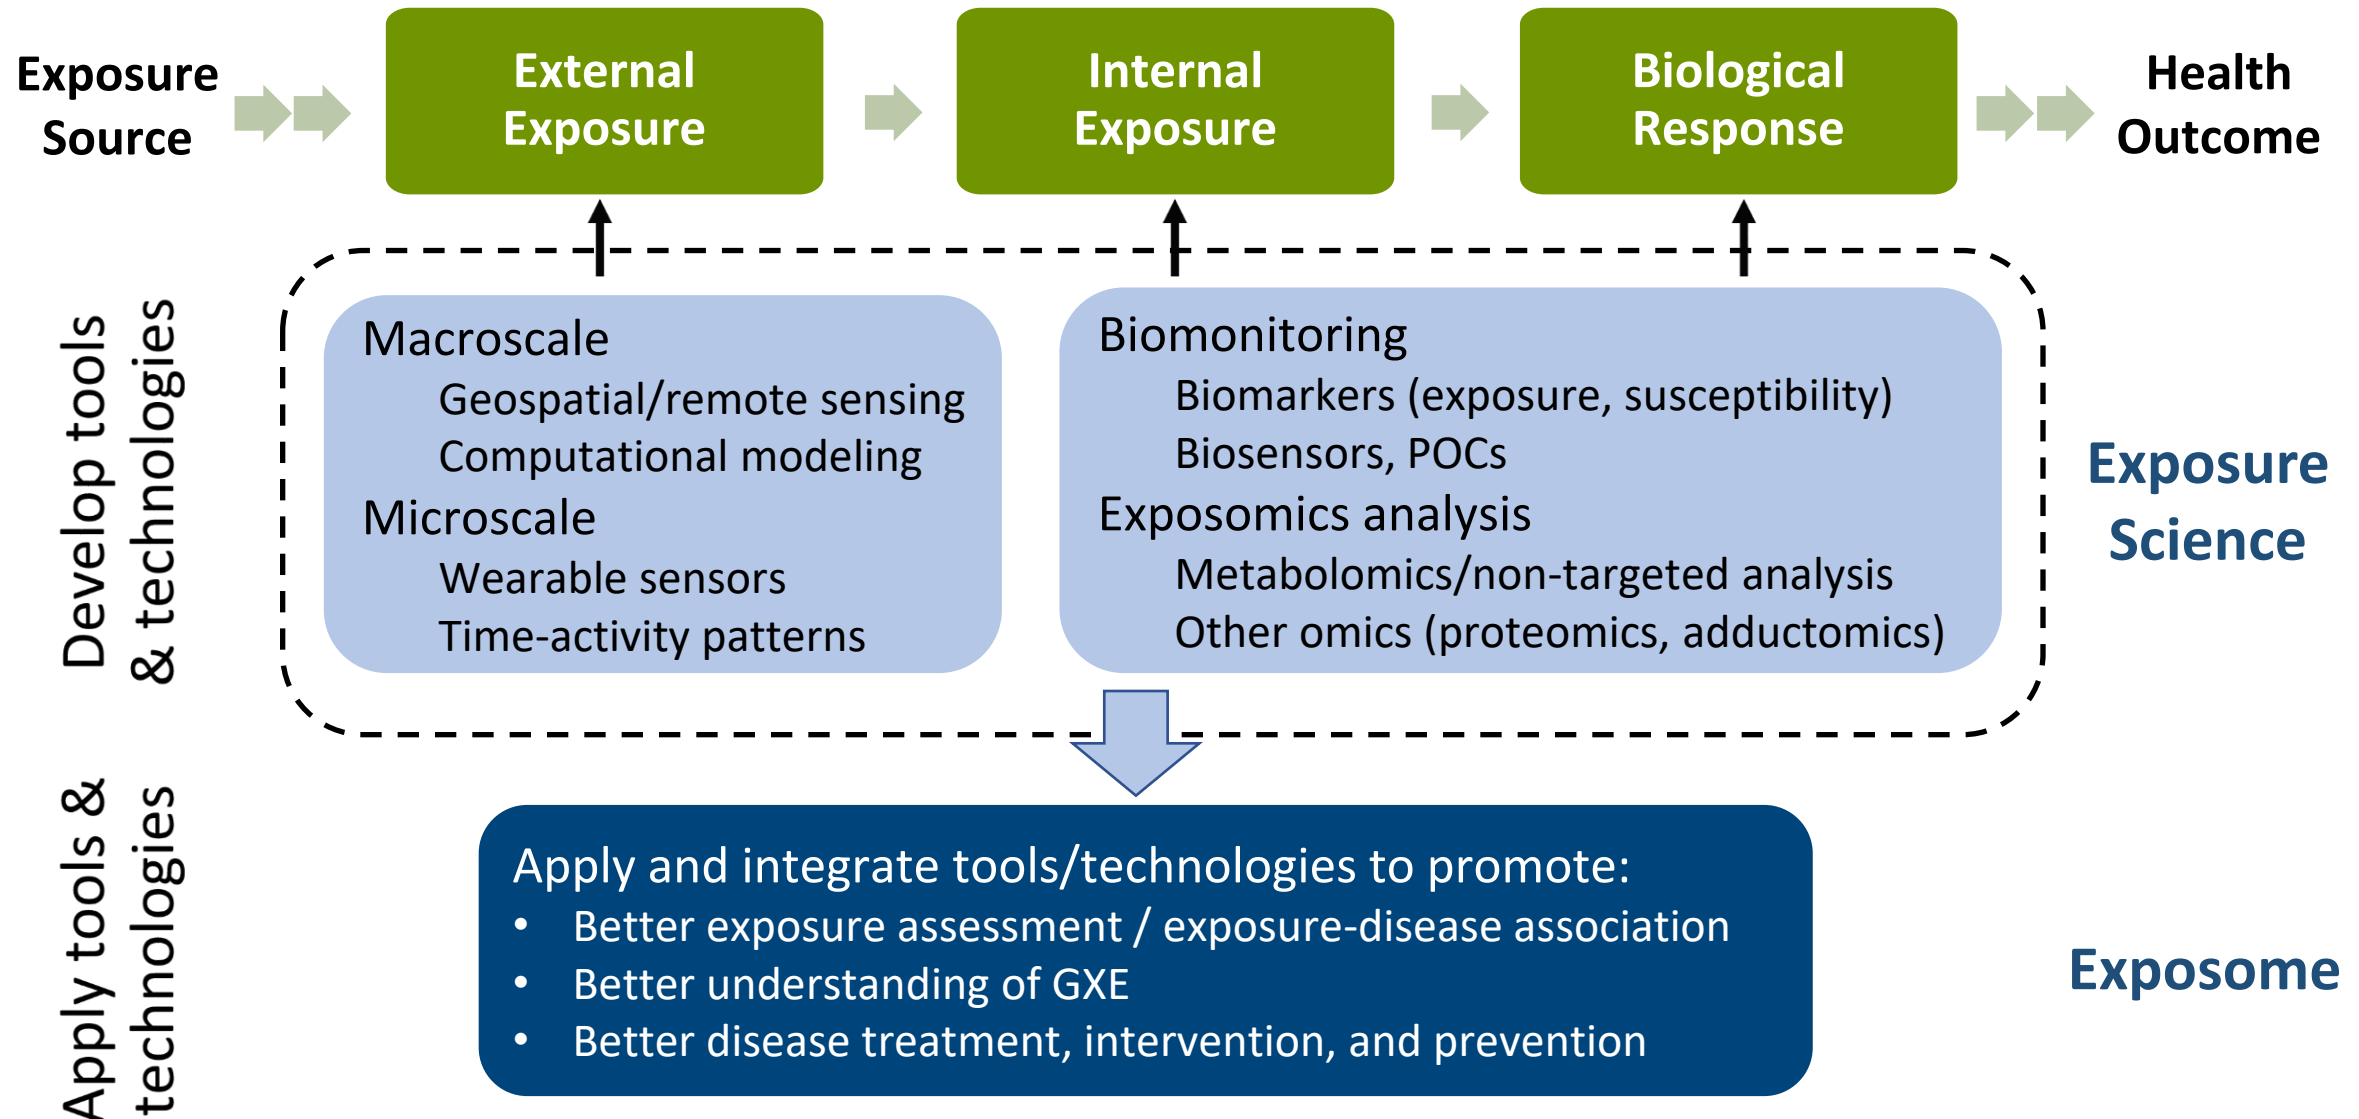 Exposure
Source
External
Exposure
Internal
Exposure
Biological
Response
Health
Outcome
Develop tools
& technologies
Macroscale
Geospatial/remote sensing
Computational modeling
Microscale
Wearable sensors
Time-activity patterns
Biomonitoring
Biomarkers (exposure, susceptibility)
Biosensors, POCs
Exposomics analysis
Metabolomics/non-targeted analysis
Other omics (proteomics, adductomics)
Exposure
Science
Apply tools &
technologies
Apply and integrate tools/technologies to promote:
• Better exposure assessment / exposure-disease association
• Better understanding of GXE
• Better disease treatment, intervention, and prevention
Exposome